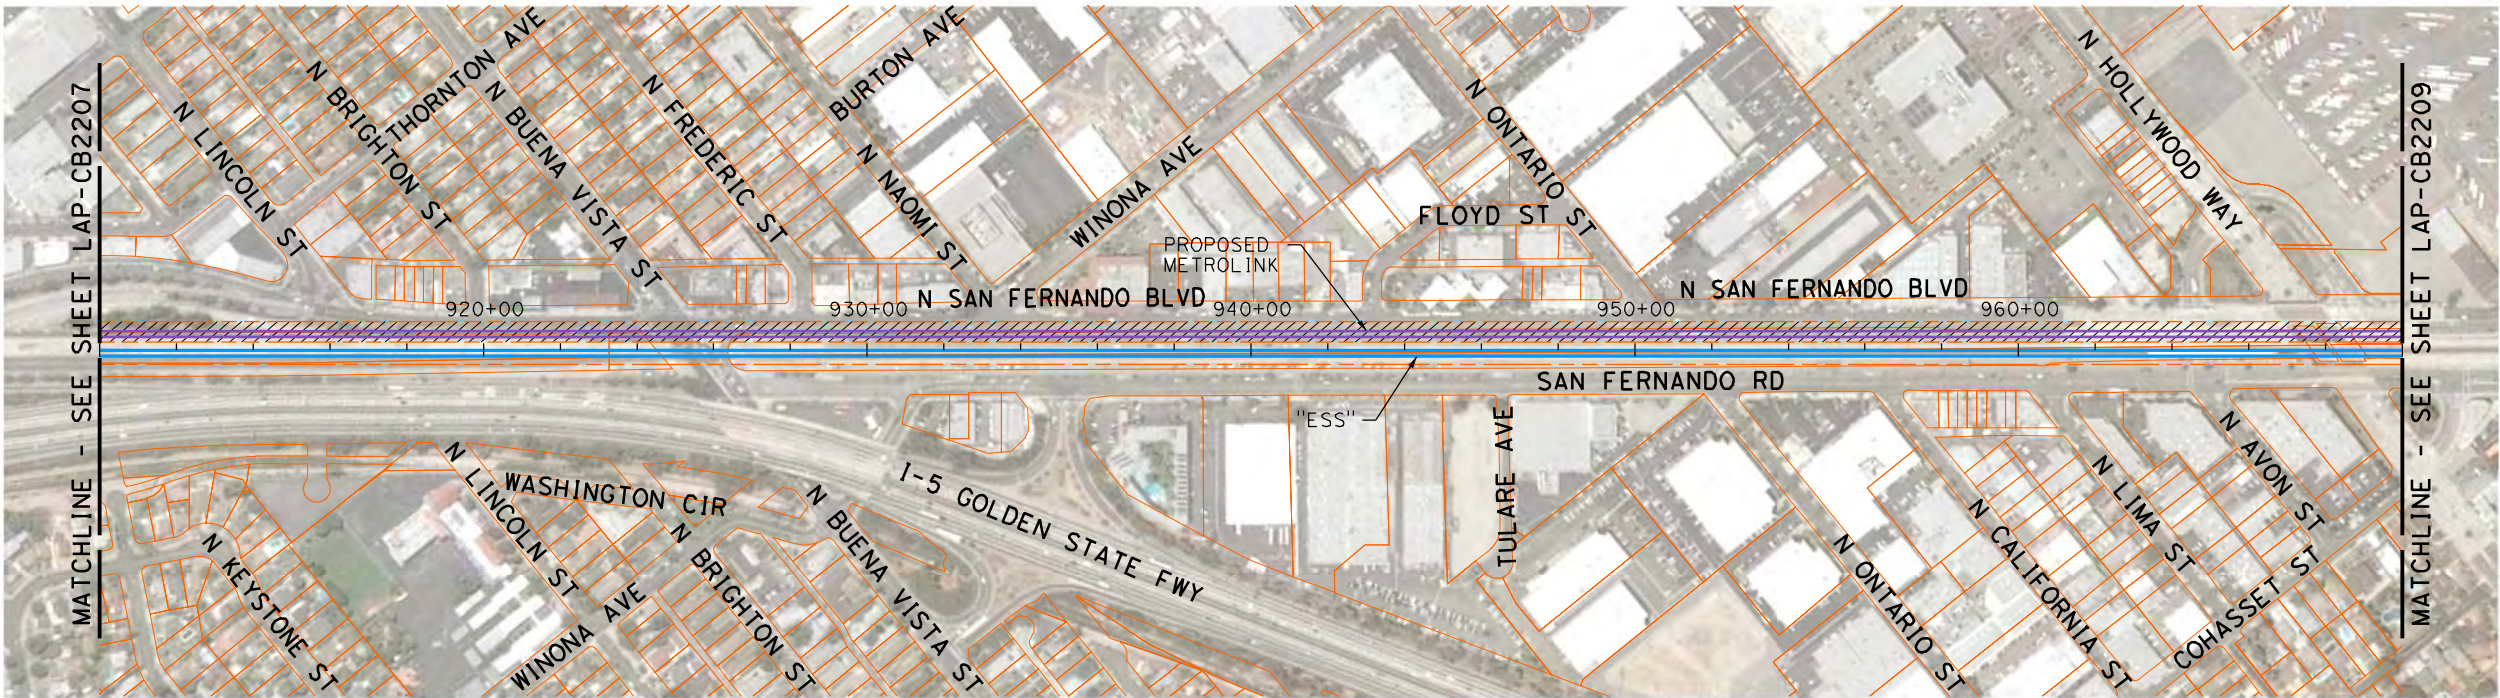 MATCHLINE - SEE SHEET LAP-CB2207
N LINCOLN ST
N BRIGHTON ST
THORNTON AVE
N BUENA VISTA ST
N FREDERIC ST
BURTON AVE
N NAOMI ST
WINONA AVE
N ONTARIO ST
FLOYD ST
N HOLLYWOOD WAY
PROPOSED
METROLINK
N SAN FERNANDO BLVD
N SAN FERNANDO BLVD
920+00
930+00
940+00
950+00
960+00
SAN FERNANDO RD
"ESS"
TULARE AVE
I-5 GOLDEN STATE FWY
WASHINGTON CIR
N KEYSTONE ST
N LINCOLN ST
WINONA AVE
N BRIGHTON ST
N BUENA VISTA ST
N ONTARIO ST
N CALIFORNIA ST
N LIMA ST
N AVON ST
COHASSET ST
MATCHLINE - SEE SHEET LAP-CB2209